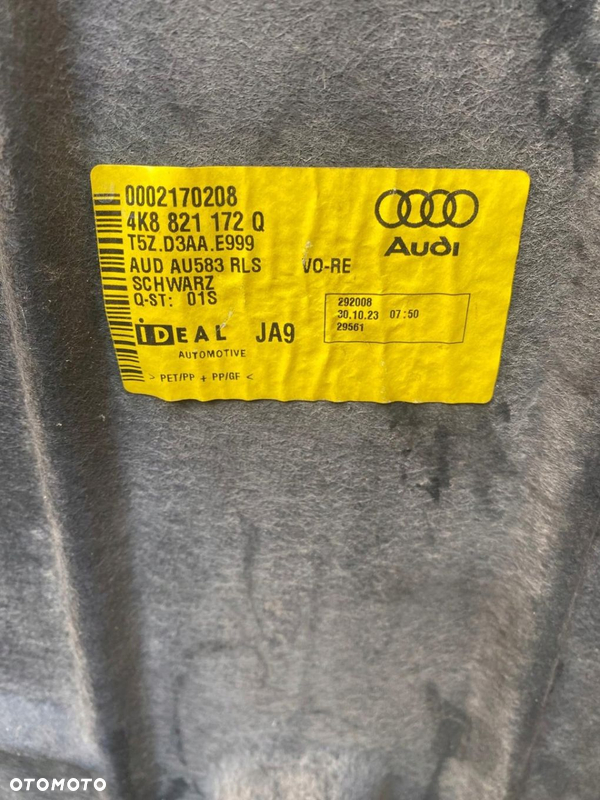 0002170208
4K8 821 172 Q
T5Z.D3AA.E999
AUD AU583 RLS VO-RE
SCHWARZ
Q-ST: 01S
Audi
292008
30.10.23 07:50
29561
iDEAL JA9
AUTOMOTIVE
> PET/PP + PP/GF <
OTOMOTO